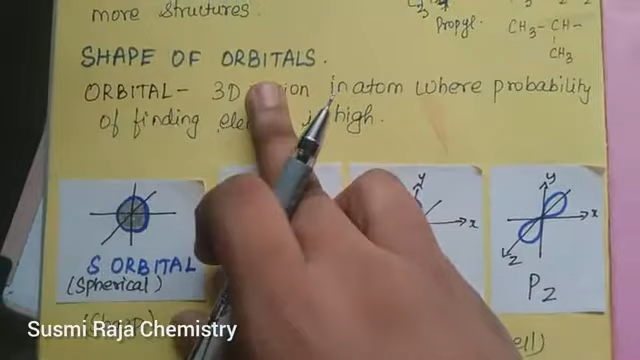 more structures.
Propyl.
CH3-CH-
CH3
SHAPE OF ORBITALS.
ORBITAL- 3D in atom where probability
of finding high.
y
x
y
x
z
S ORBITAL
(Spherical)
Pz
Susmi Raja Chemistry